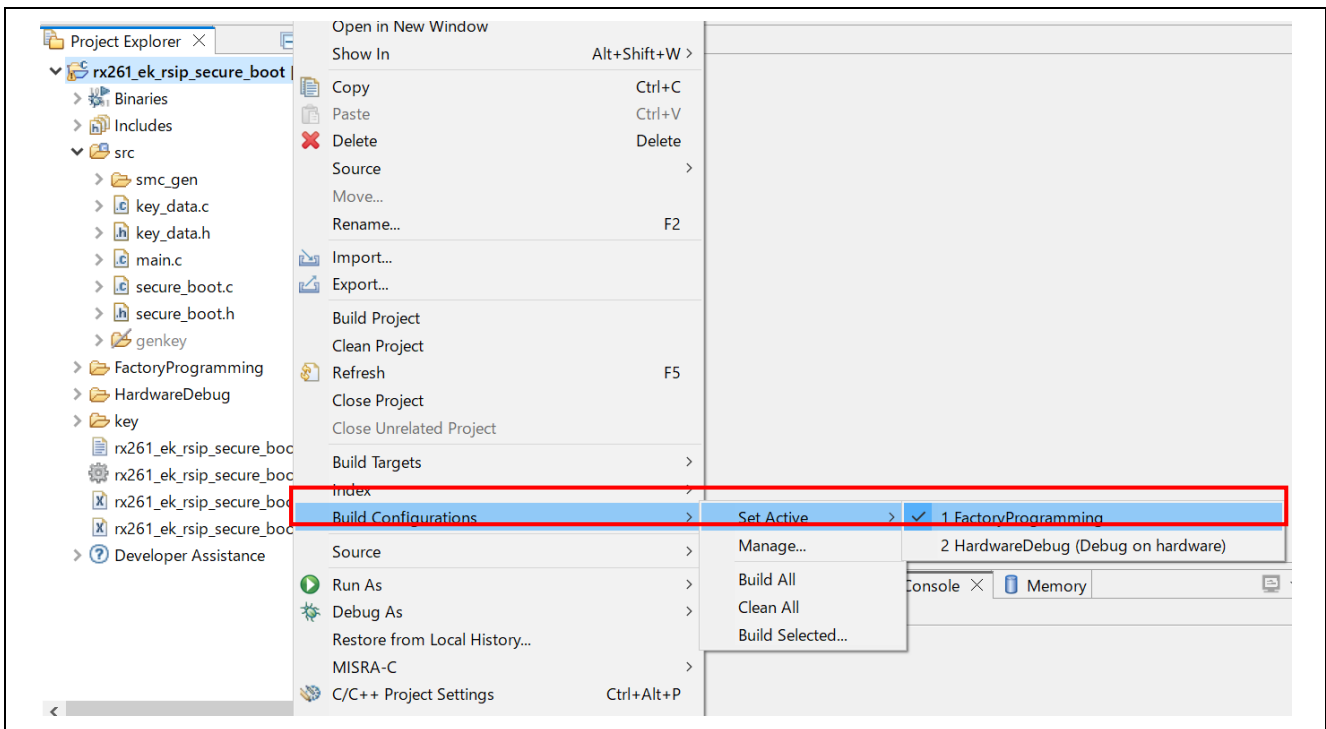 Project Explorer
rx261_ek_rsip_secure_boot
Binaries
Includes
src
smc_gen
key_data.c
key_data.h
main.c
secure_boot.c
secure_boot.h
genkey
FactoryProgramming
HardwareDebug
key
rx261_ek_rsip_secure_boo
rx261_ek_rsip_secure_boo
rx261_ek_rsip_secure_boo
rx261_ek_rsip_secure_boo
Developer Assistance
Open in New Window
Show In Alt+Shift+W >
Copy Ctrl+C
Paste Ctrl+V
Delete Delete
Source >
Move...
Rename... F2
Import...
Export...
Build Project
Clean Project
Refresh F5
Close Project
Close Unrelated Project
Build Targets >
Index >
Build Configurations >
Source >
Run As >
Debug As >
Restore from Local History...
MISRA-C >
C/C++ Project Settings Ctrl+Alt+P
Set Active >
Manage...
Build All
Clean All
Build Selected...
1 FactoryProgramming
2 HardwareDebug (Debug on hardware)
Console
Memory